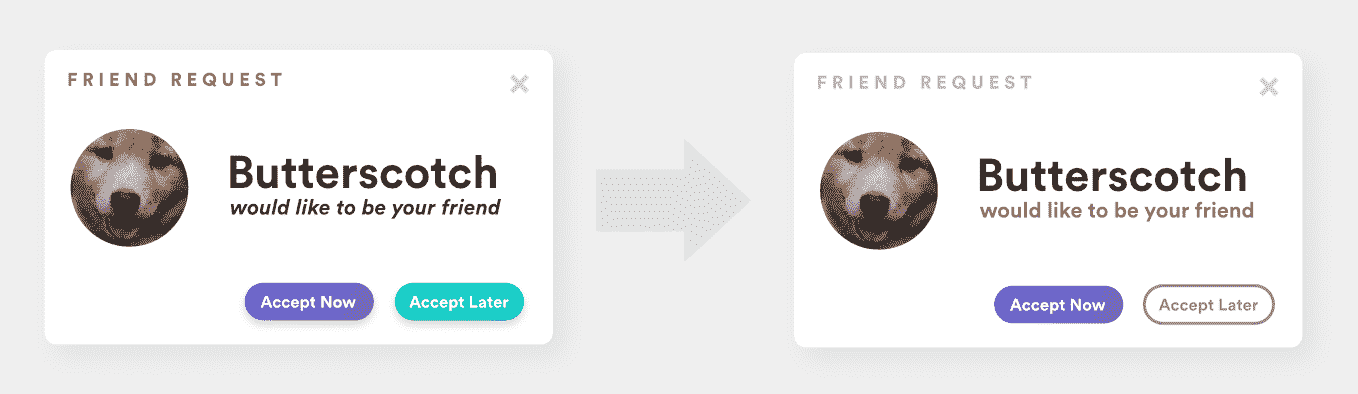 FRIEND REQUEST
Butterscotch
would like to be your friend
Accept Now
Accept Later
FRIEND REQUEST
Butterscotch
would like to be your friend
Accept Now
Accept Later